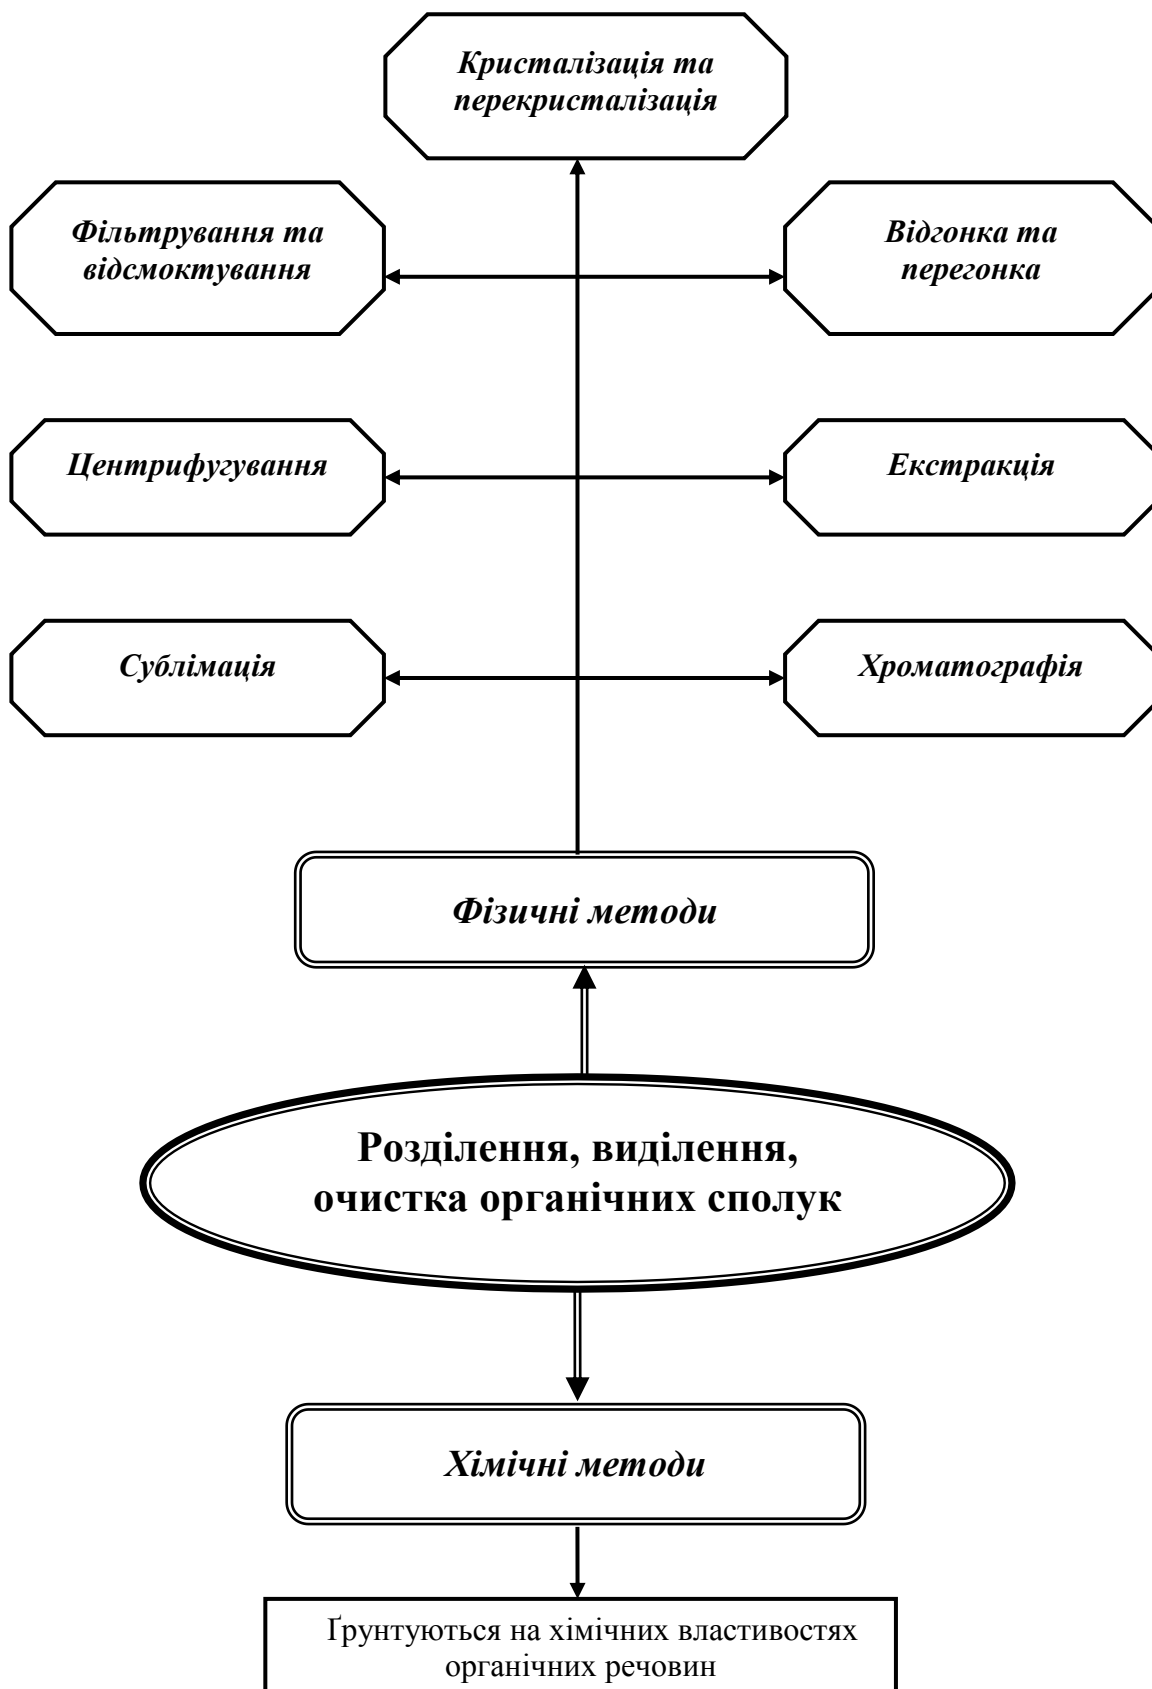 Кристалізація та
перекристалізація
Фільтрування та
відсмоктування
Відгонка та
перегонка
Центрифугування
Екстракція
Сублімація
Хроматографія
Фізичні методи
Розділення, виділення,
очистка органічних сполук
Хімічні методи
Ґрунтуються на хімічних властивостях
органічних речовин